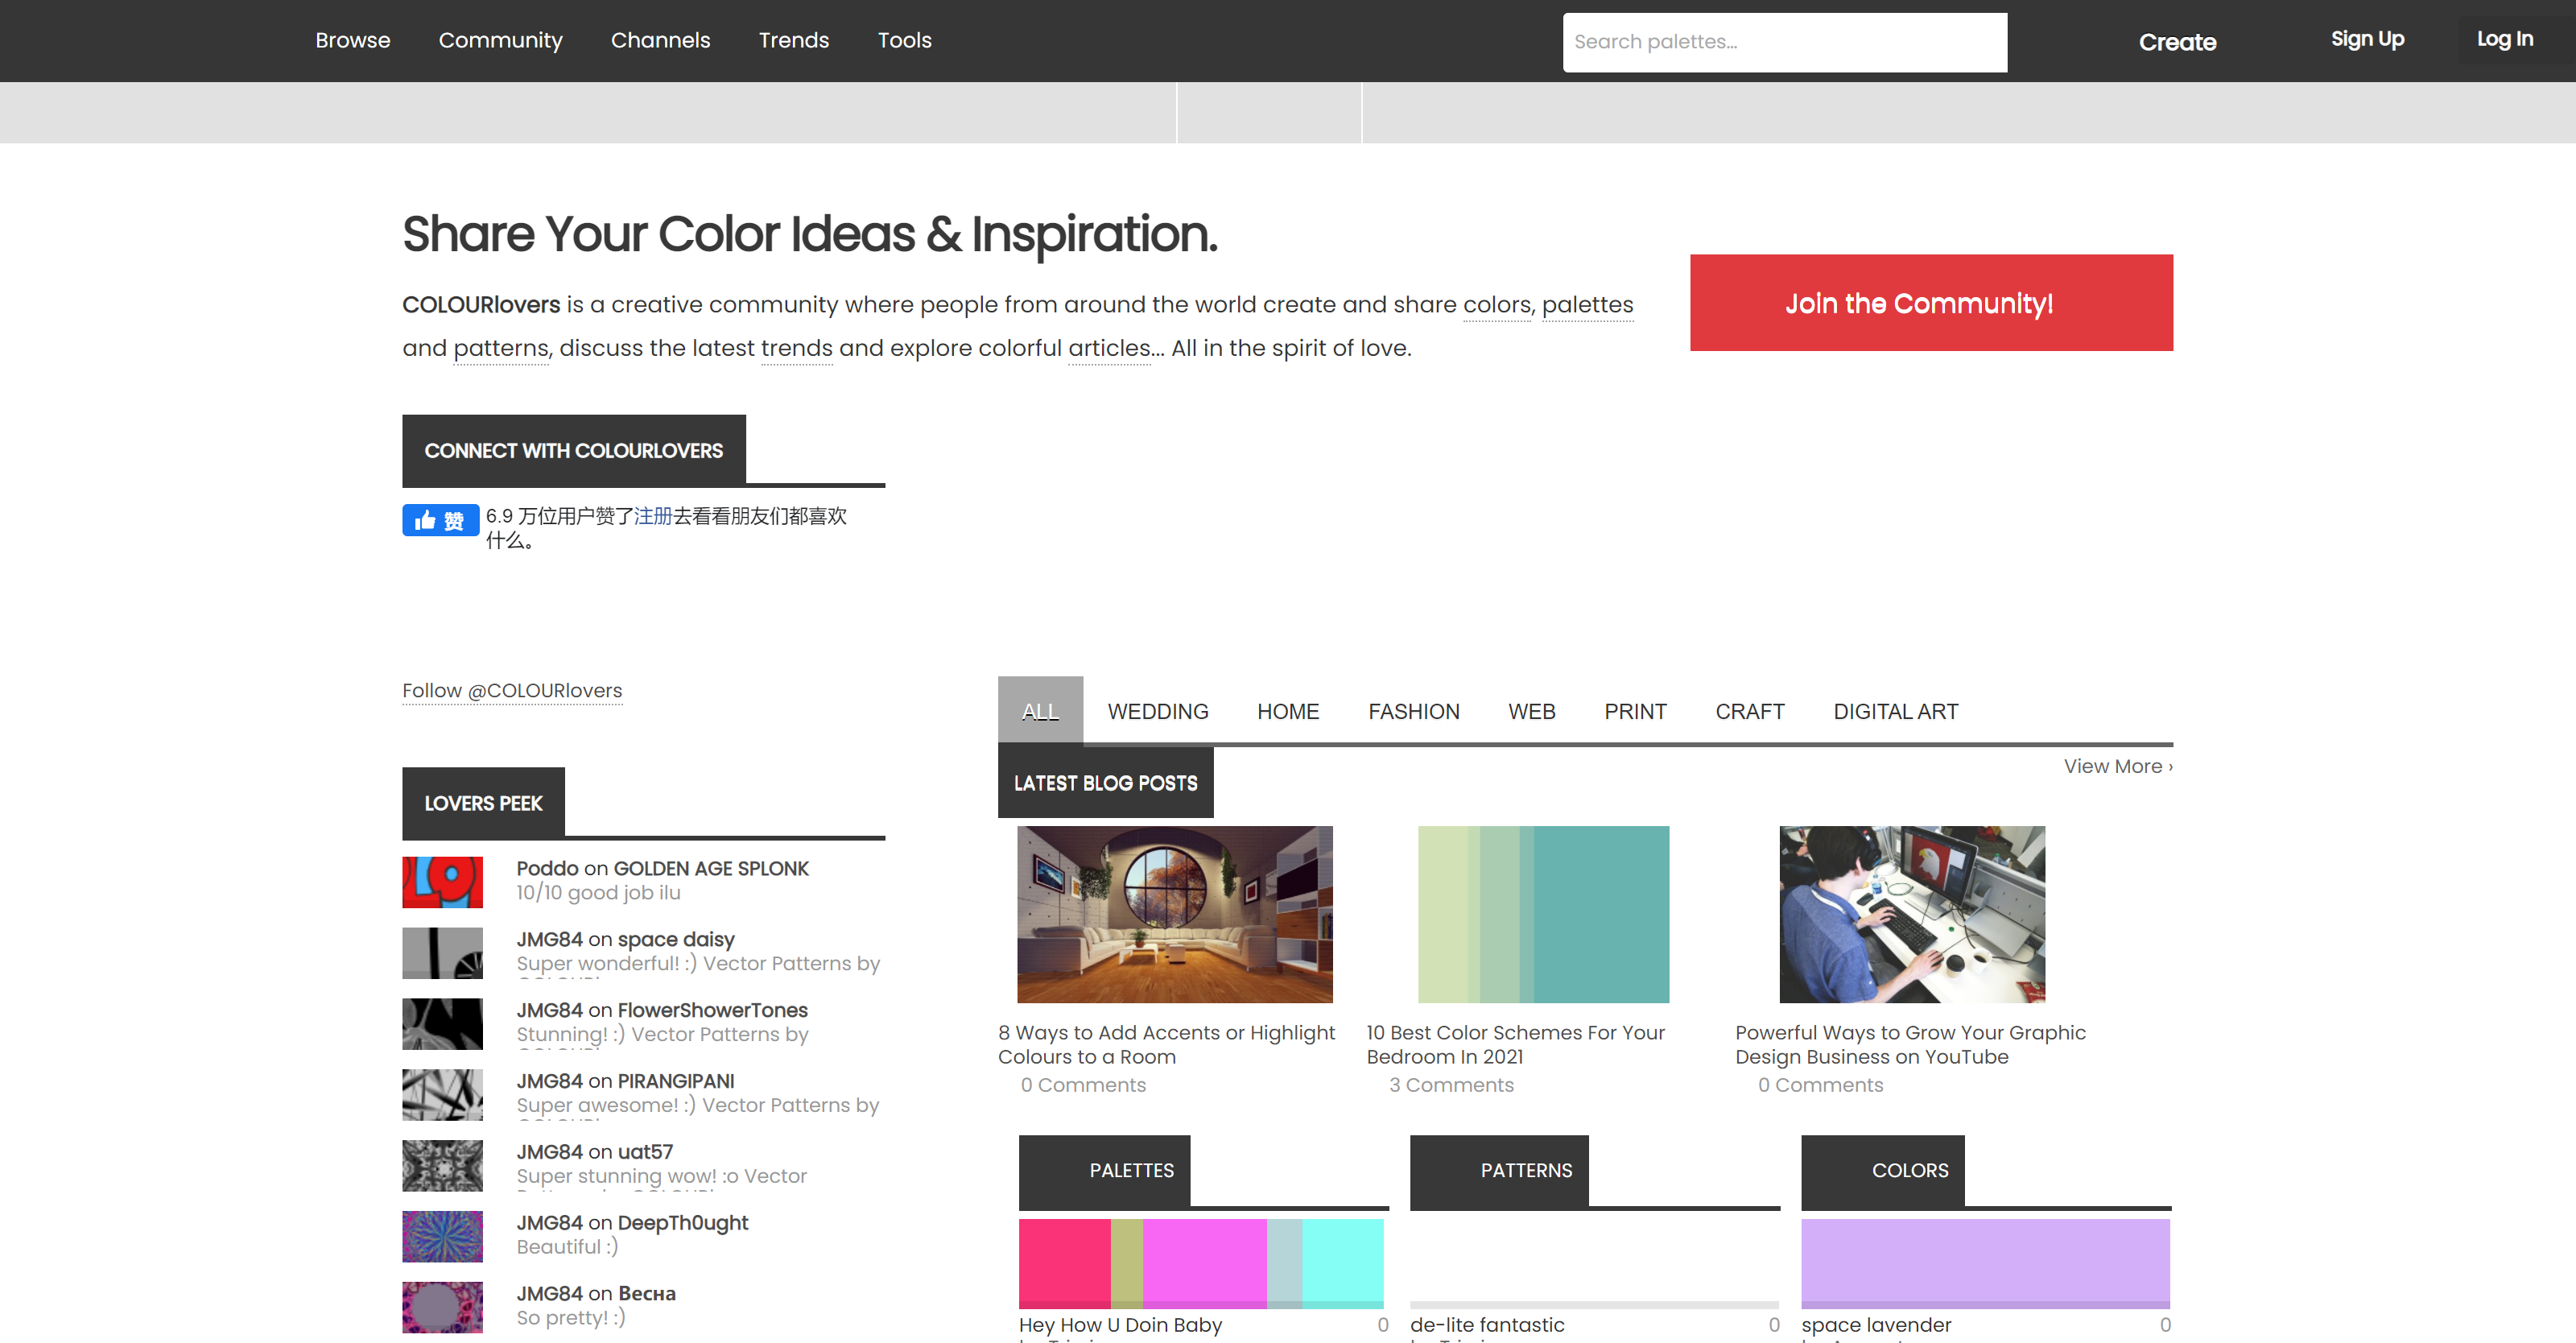 Browse Community Channels Trends Tools Search palettes... Create Sign Up Log In
Share Your Color Ideas & Inspiration.
COLOURlovers is a creative community where people from around the world create and share colors, palettes
and patterns, discuss the latest trends and explore colorful articles... All in the spirit of love.
Join the Community!
CONNECT WITH COLOURLOVERS
赞 6.9 万位用户赞了注册去看看朋友们都喜欢
什么。
Follow @COLOURlovers
LOVERS PEEK
Poddo on GOLDEN AGE SPLONK
10/10 good job ilu
JMG84 on space daisy
Super wonderful! :) Vector Patterns by
JMG84 on FlowerShowerTones
Stunning! :) Vector Patterns by
JMG84 on PIRANGIPANI
Super awesome! :) Vector Patterns by
JMG84 on uat57
Super stunning wow! :o Vector
JMG84 on DeepTh0ught
Beautiful :)
JMG84 on Весна
So pretty! :)
ALL WEDDING HOME FASHION WEB PRINT CRAFT DIGITAL ART
LATEST BLOG POSTS
View More ›
8 Ways to Add Accents or Highlight
Colours to a Room
0 Comments
10 Best Color Schemes For Your
Bedroom In 2021
3 Comments
Powerful Ways to Grow Your Graphic
Design Business on YouTube
0 Comments
PALETTES
Hey How U Doin Baby 0
PATTERNS
de-lite fantastic 0
COLORS
space lavender 0